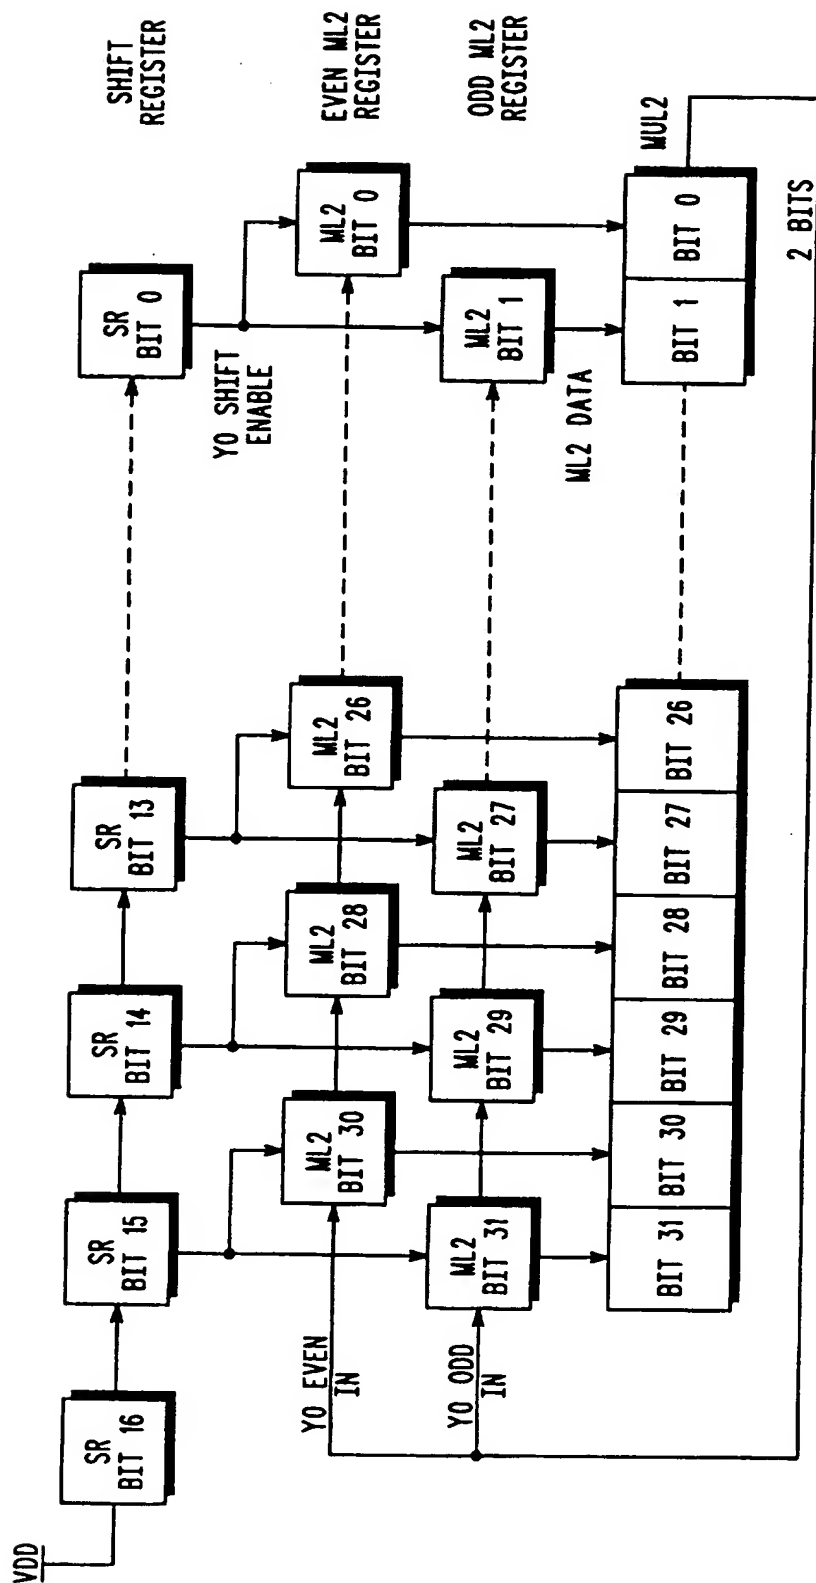 VDD
SR
BIT 16
SR
BIT 15
SR
BIT 14
SR
BIT 13
SR
BIT 0
SHIFT
REGISTER
Y0 SHIFT
ENABLE
Y0 EVEN
IN
ML2
BIT 30
ML2
BIT 28
ML2
BIT 26
ML2
BIT 0
EVEN ML2
REGISTER
Y0 ODD
IN
ML2
BIT 31
ML2
BIT 29
ML2
BIT 27
ML2
BIT 1
ODD ML2
REGISTER
ML2 DATA
BIT 31
BIT 30
BIT 29
BIT 28
BIT 27
BIT 26
BIT 1
BIT 0
MUL2
2 BITS